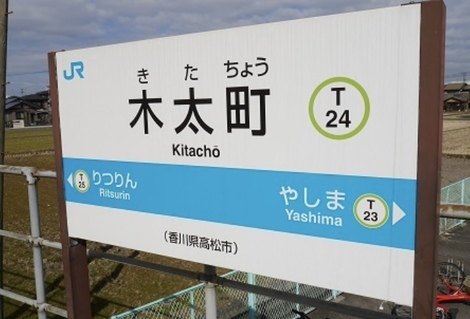 JR
きたちょう
木太町
Kitachō
T
24
T
25
りつりん
Ritsurin
やしま
Yashima
T
23
(香川県高松市)